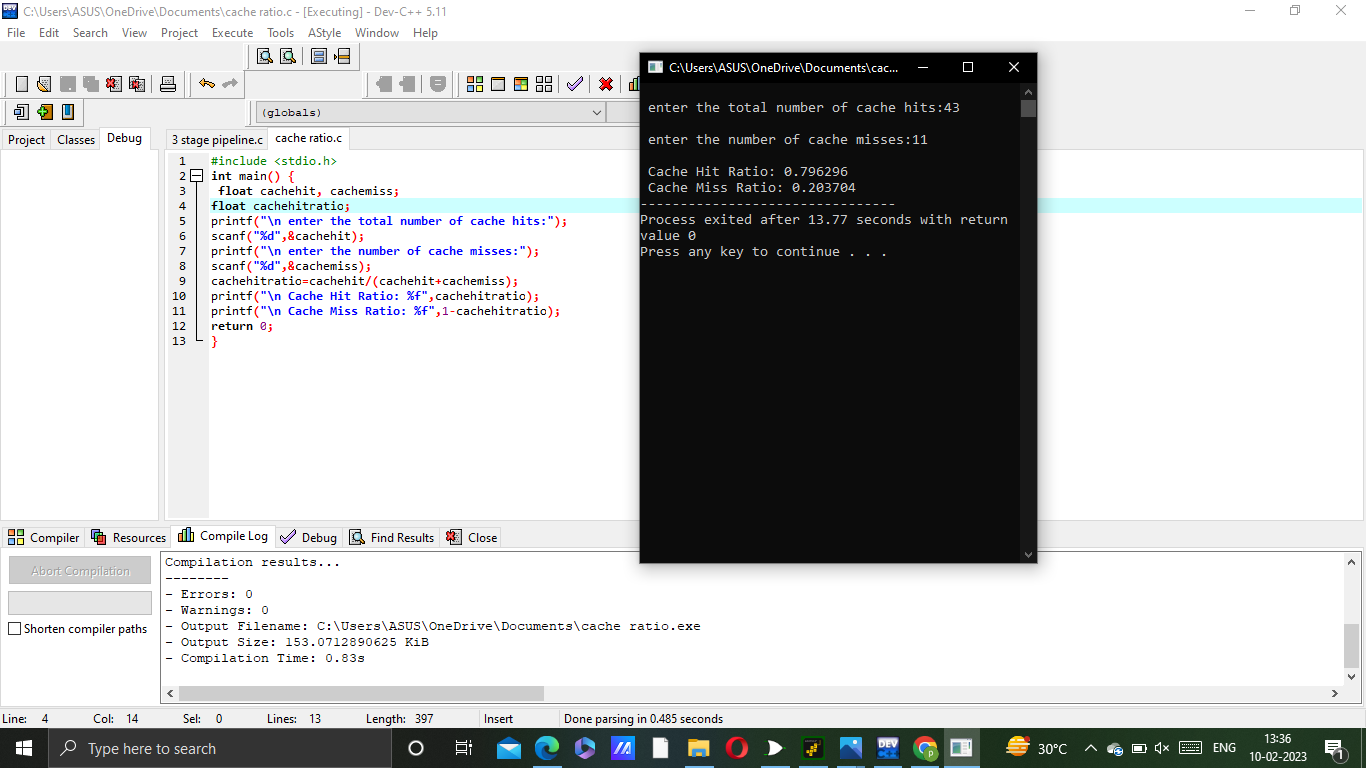 C:\Users\ASUS\OneDrive\Documents\cache ratio.c - [Executing] - Dev-C++ 5.11
File Edit Search View Project Execute Tools AStyle Window Help
(globals)
Project Classes Debug
3 stage pipeline.c cache ratio.c
1 #include <stdio.h>
2 int main() {
3 float cachehit, cachemiss;
4 float cachehitratio;
5 printf("\n enter the total number of cache hits:");
6 scanf("%d",&cachehit);
7 printf("\n enter the number of cache misses:");
8 scanf("%d",&cachemiss);
9 cachehitratio=cachehit/(cachehit+cachemiss);
10 printf("\n Cache Hit Ratio: %f",cachehitratio);
11 printf("\n Cache Miss Ratio: %f",1-cachehitratio);
12 return 0;
13 }
C:\Users\ASUS\OneDrive\Documents\cac...
enter the total number of cache hits:43
enter the number of cache misses:11
Cache Hit Ratio: 0.796296
Cache Miss Ratio: 0.203704
--------------------------------
Process exited after 13.77 seconds with return
value 0
Press any key to continue . . .
Compiler Resources Compile Log Debug Find Results Close
Abort Compilation
Shorten compiler paths
Compilation results...
--------
- Errors: 0
- Warnings: 0
- Output Filename: C:\Users\ASUS\OneDrive\Documents\cache ratio.exe
- Output Size: 153.0712890625 KiB
- Compilation Time: 0.83s
Line: 4 Col: 14 Sel: 0 Lines: 13 Length: 397 Insert Done parsing in 0.485 seconds
Type here to search
DEV
30°C
ENG
13:36
10-02-2023
1